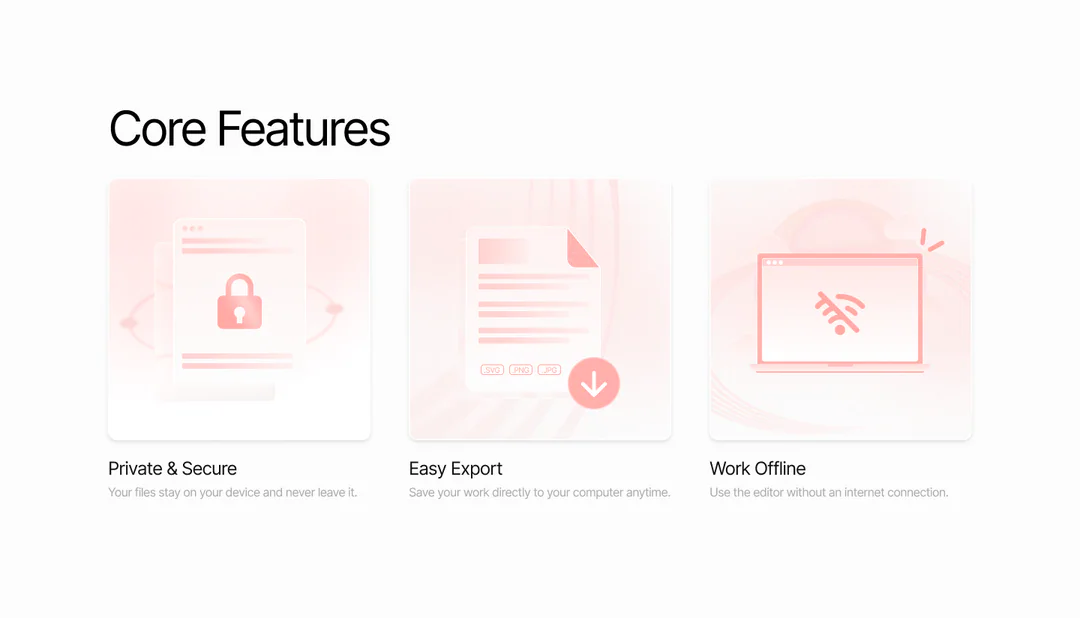 Core Features
.SVG .PNG .JPG
Private & Secure
Your files stay on your device and never leave it.
Easy Export
Save your work directly to your computer anytime.
Work Offline
Use the editor without an internet connection.